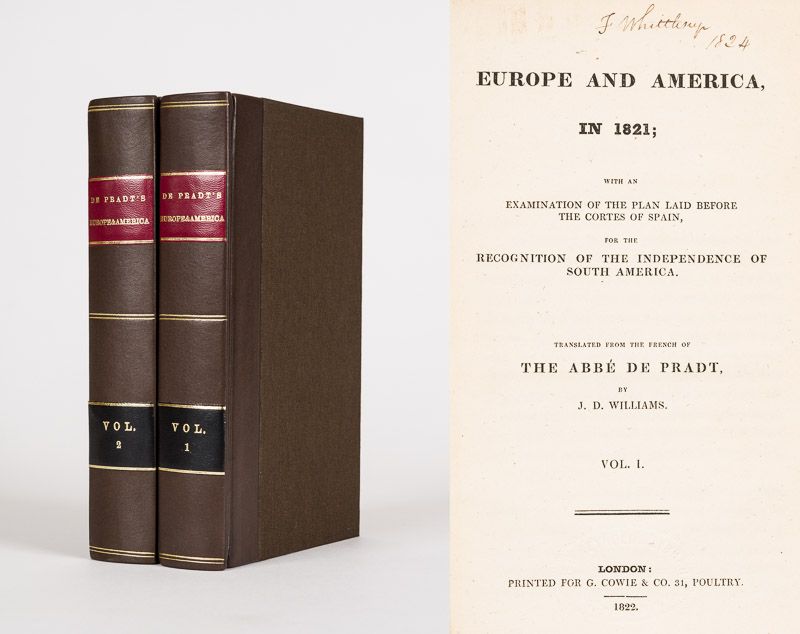 DE PRADT'S
EUROPE&AMERICA
VOL.
2
DE PRADT'S
EUROPE&AMERICA
VOL.
1
1824
EUROPE AND AMERICA,
IN 1821;
WITH AN
EXAMINATION OF THE PLAN LAID BEFORE
THE CORTES OF SPAIN,
FOR THE
RECOGNITION OF THE INDEPENDENCE OF
SOUTH AMERICA.
TRANSLATED FROM THE FRENCH OF
THE ABBÉ DE PRADT,
BY
J. D. WILLIAMS.
VOL. I.
LONDON:
PRINTED FOR G. COWIE & CO. 31, POULTRY.
1822.